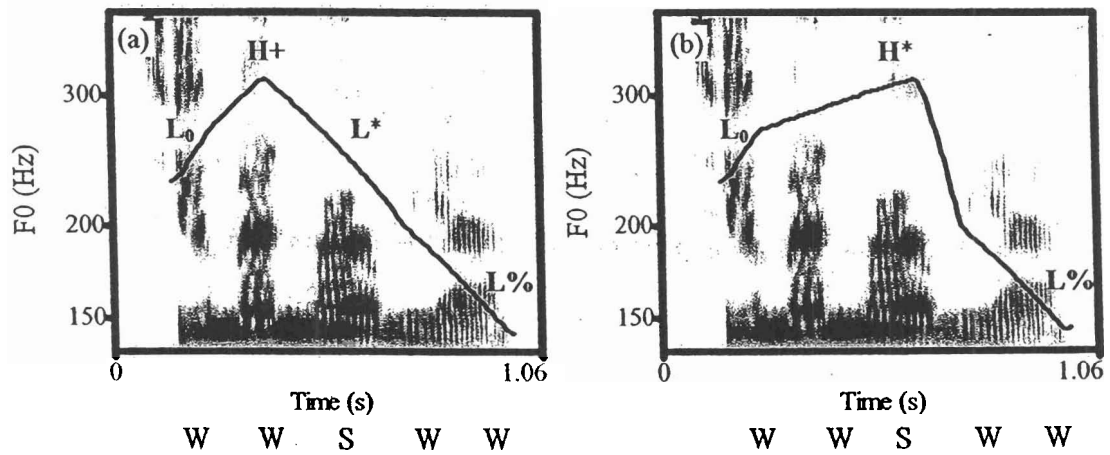 (a)
H+
300
L₀
L*
F0 (Hz)
200
L%
150
0
1.06
Time (s)
W W S W W
(b)
H*
300
L₀
F0 (Hz)
200
L%
150
0
1.06
Time (s)
W W S W W